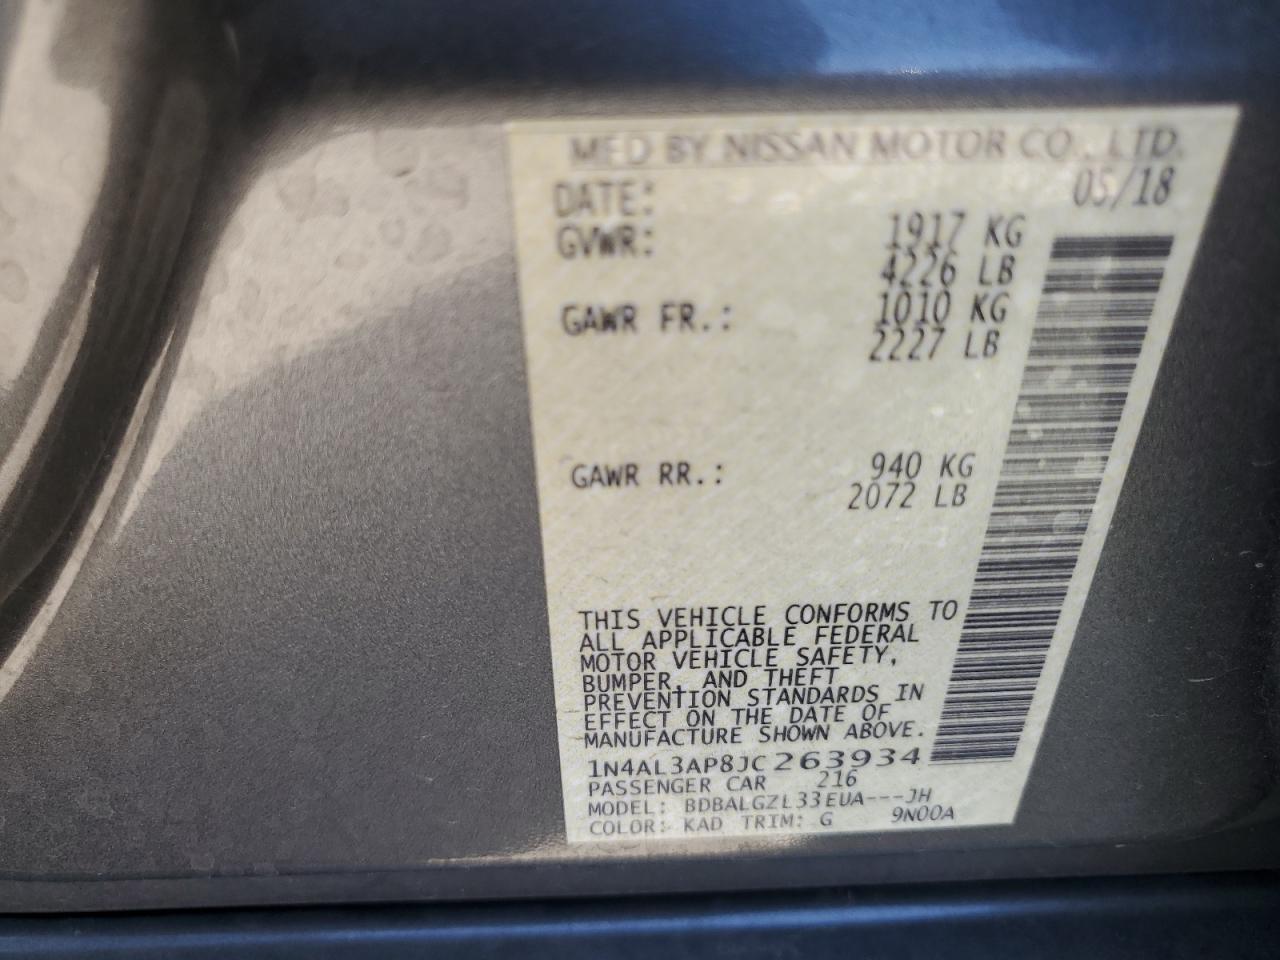 MFD BY NISSAN MOTOR CO., LTD.
DATE: 05/18
GVWR: 1917 KG
4226 LB
GAWR FR.: 1010 KG
2227 LB
GAWR RR.: 940 KG
2072 LB
THIS VEHICLE CONFORMS TO
ALL APPLICABLE FEDERAL
MOTOR VEHICLE SAFETY,
BUMPER, AND THEFT
PREVENTION STANDARDS IN
EFFECT ON THE DATE OF
MANUFACTURE SHOWN ABOVE.
1N4AL3AP8JC263934
PASSENGER CAR 216
MODEL: BDBALGZL33EUA---JH
COLOR: KAD TRIM: G 9N00A